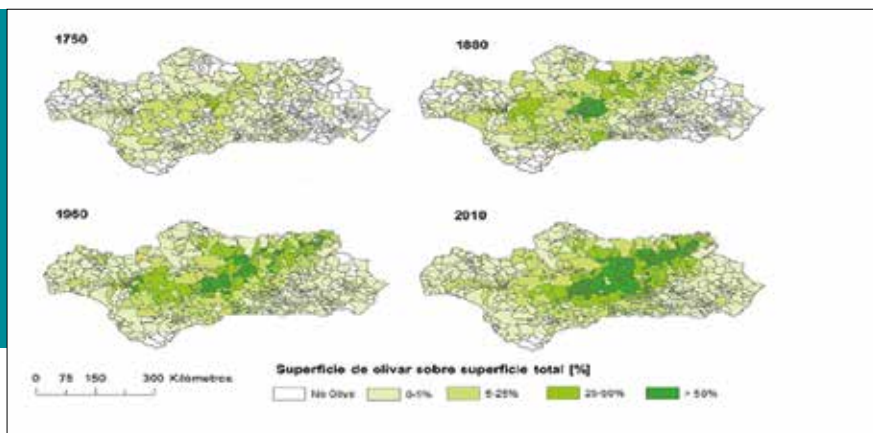 1750
1880
1960
2010
Superficie de olivar sobre superficie total [%]
0 75 150 300 Kilómetros
No Olivo 0-1% 5-25% 25-50% > 50%